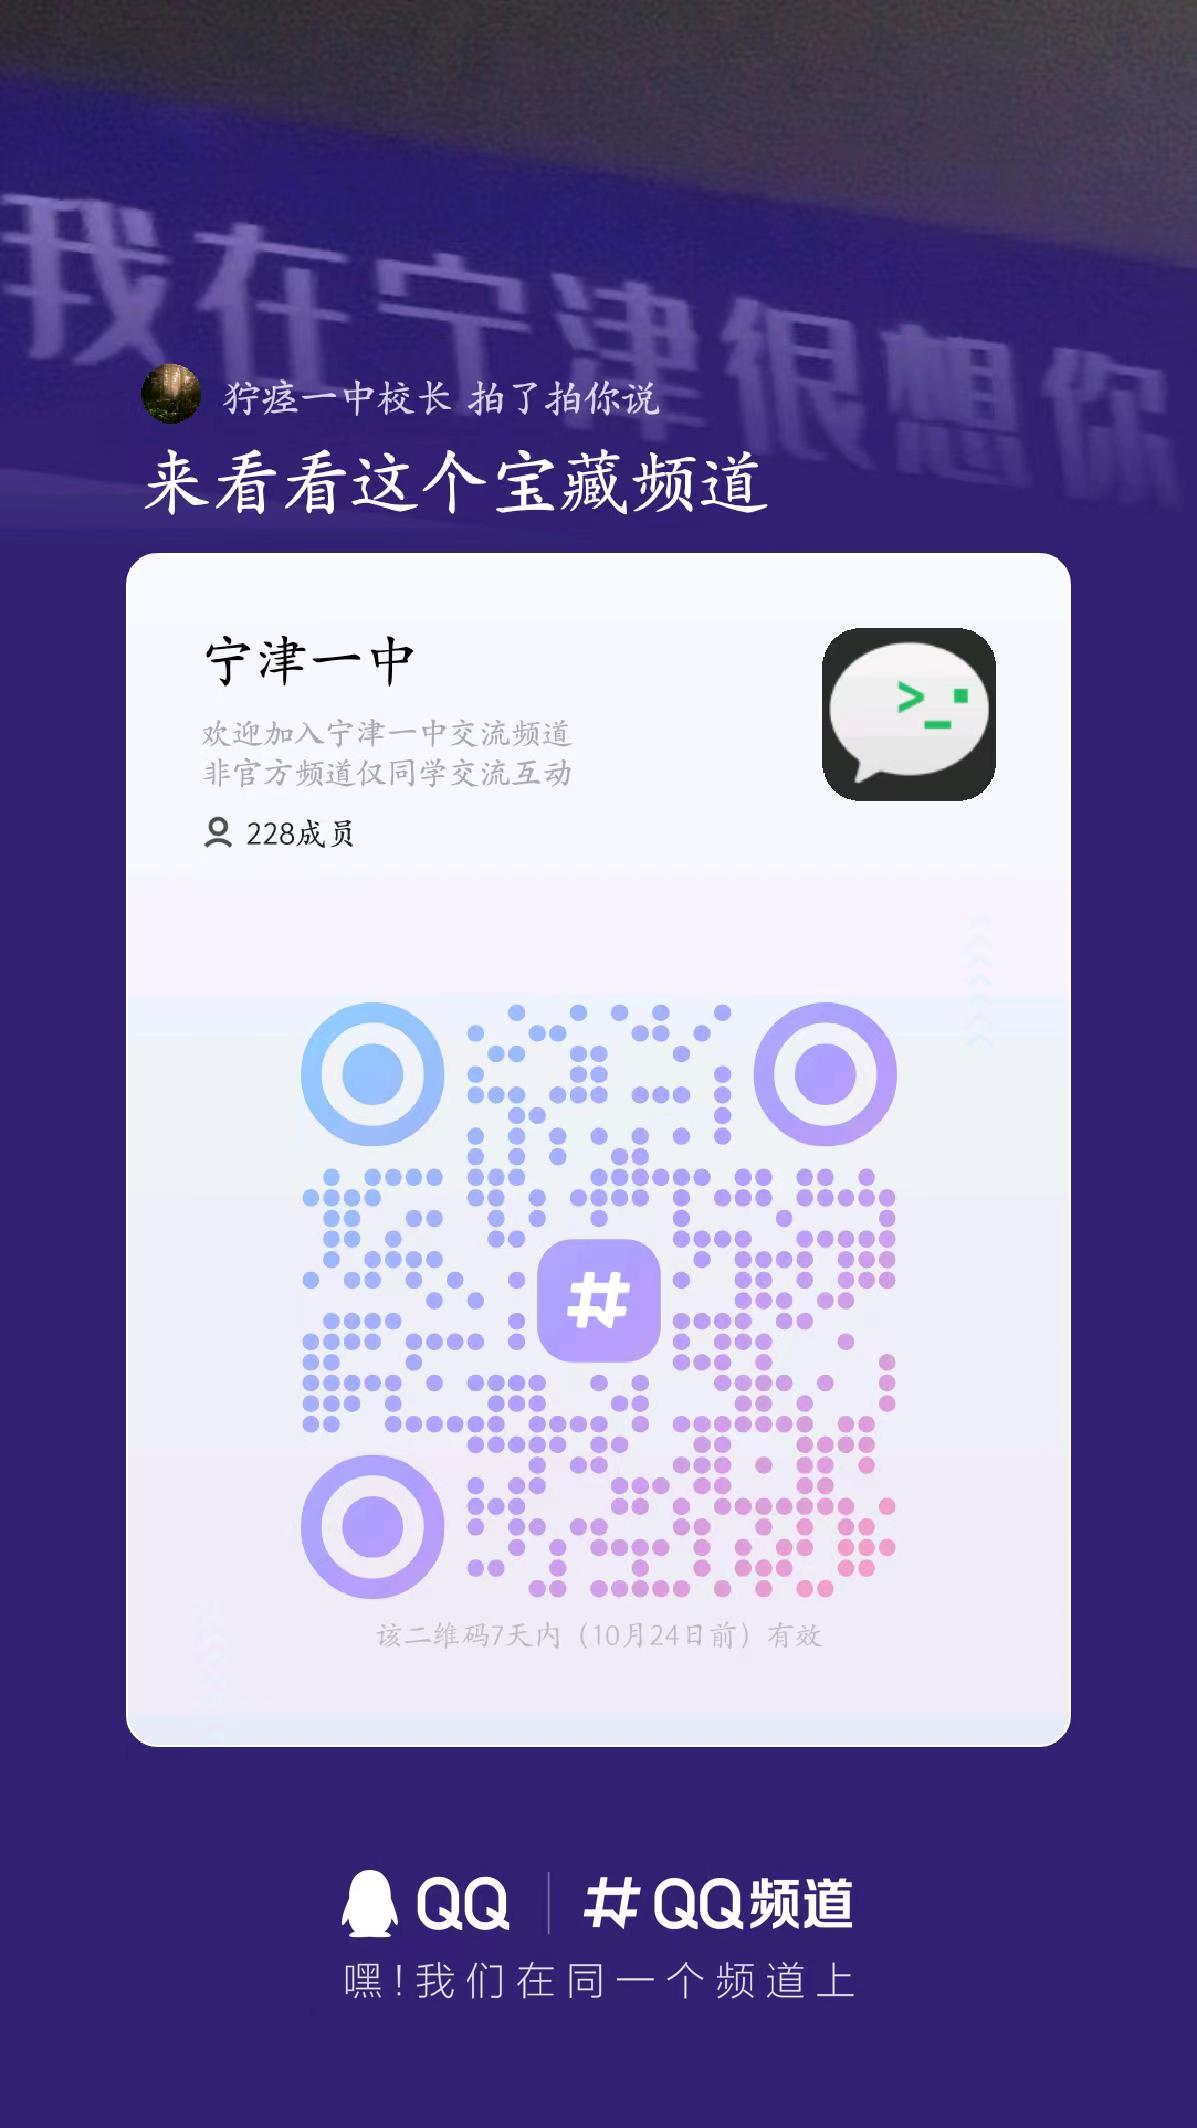 我在宁津很想你
狞痉一中校长 拍了拍你说
来看看这个宝藏频道
宁津一中
欢迎加入宁津一中交流频道
非官方频道仅同学交流互动
228成员
该二维码7天内（10月24日前）有效
QQ | QQ频道
嘿！我们在同一个频道上